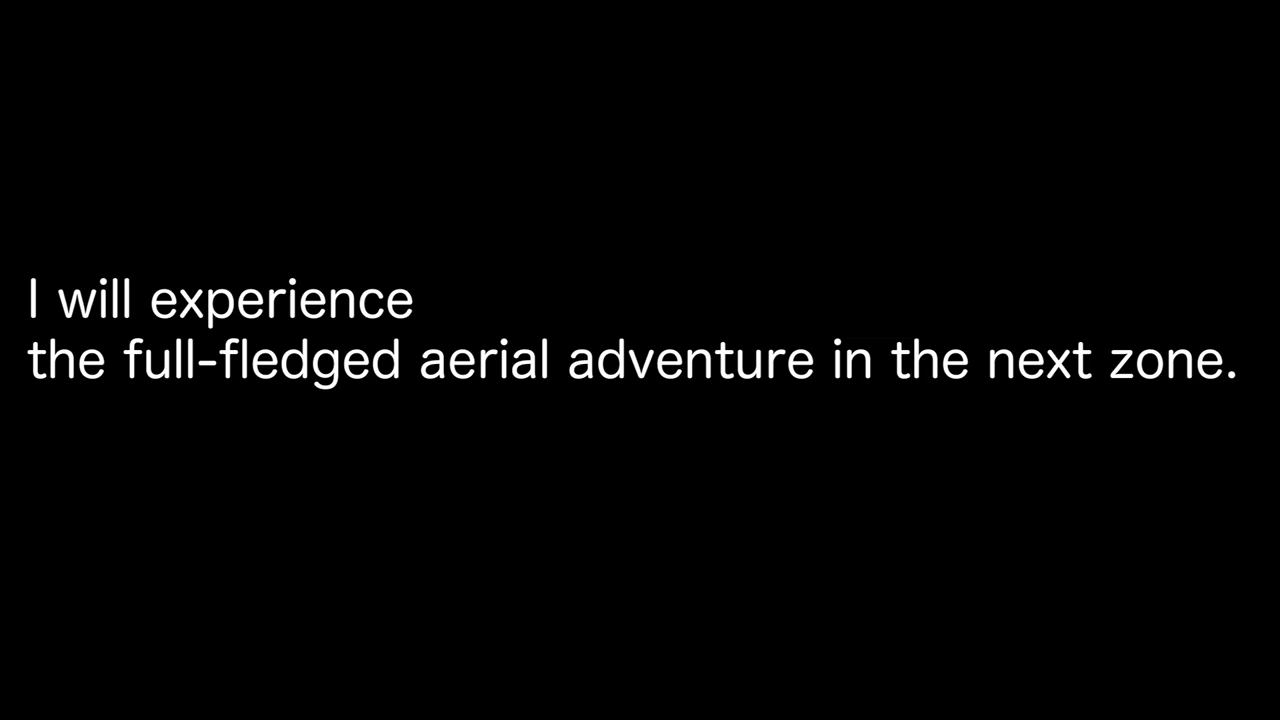 I will experience
the full-fledged aerial adventure in the next zone.